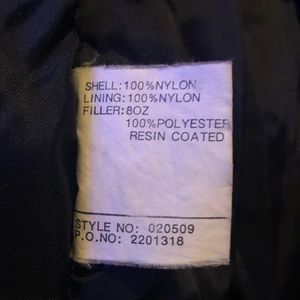 SHELL:100%NYLON
LINING:100%NYLON
FILLER:8OZ
100%POLYESTER
RESIN COATED
STYLE NO: 020509
P.O.NO: 2201318